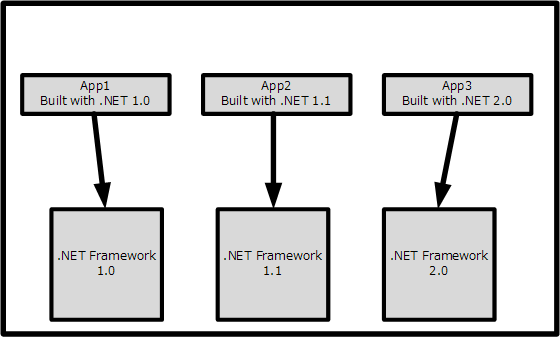 App1
Built with .NET 1.0
App2
Built with .NET 1.1
App3
Built with .NET 2.0
.NET Framework
1.0
.NET Framework
1.1
.NET Framework
2.0